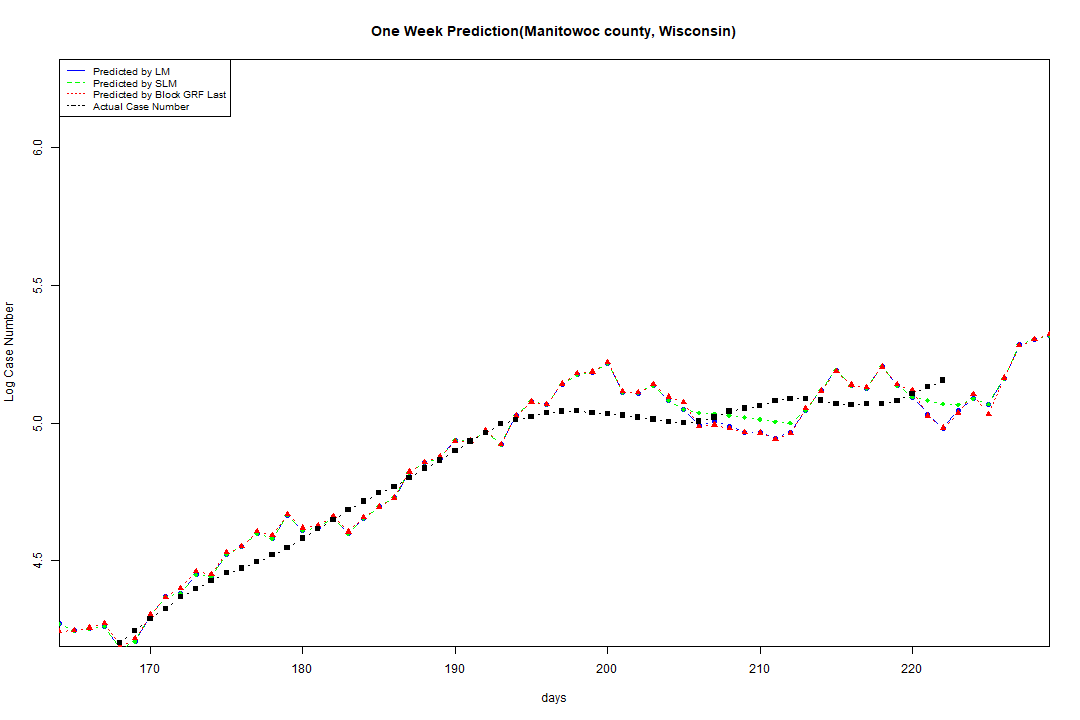 One Week Prediction(Manitowoc county, Wisconsin)
Predicted by LM
Predicted by SLM
Predicted by Block GRF Last
Actual Case Number
6.0
5.5
5.0
4.5
Log Case Number
170
180
190
200
210
220
days